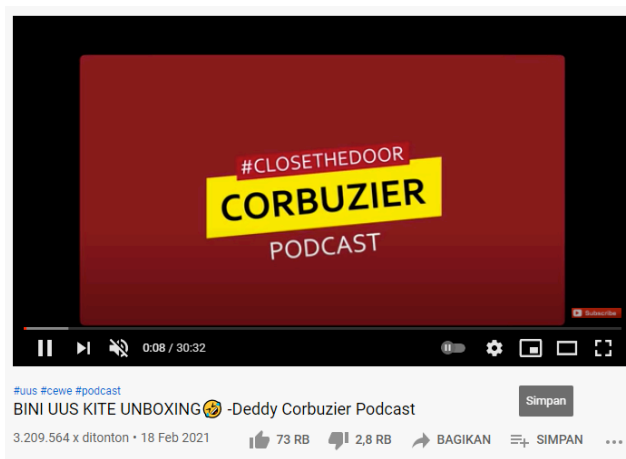 #CLOSETHEDOOR
CORBUZIER
PODCAST
Subscribe
0:08 / 30:32
#uus #cewe #podcast
BINI UUS KITE UNBOXING🤣 -Deddy Corbuzier Podcast
Simpan
3.209.564 x ditonton • 18 Feb 2021 73 RB 2,8 RB BAGIKAN SIMPAN